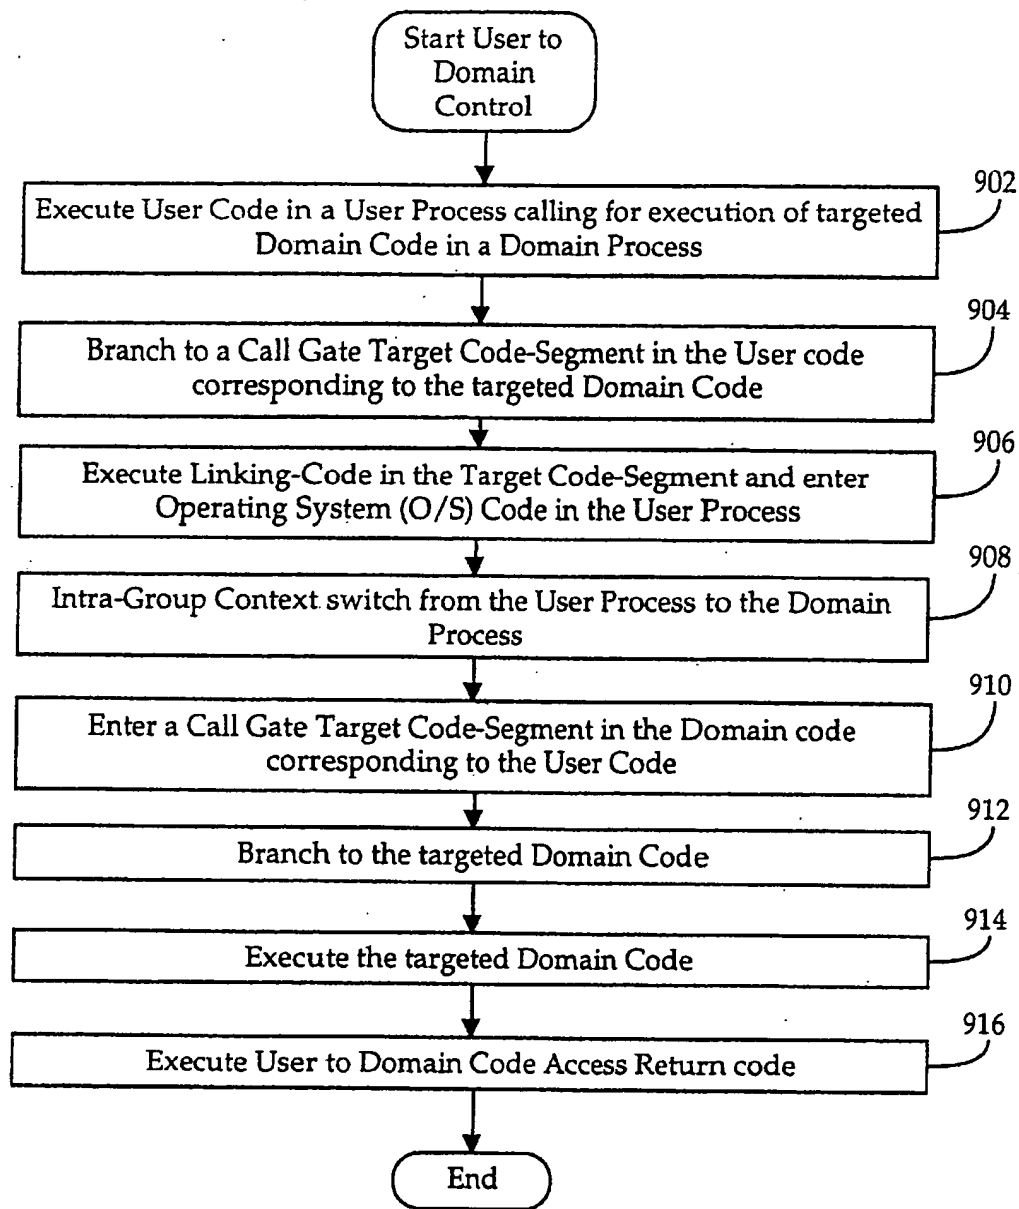 Start User to
Domain
Control
902
Execute User Code in a User Process calling for execution of targeted
Domain Code in a Domain Process
904
Branch to a Call Gate Target Code-Segment in the User code
corresponding to the targeted Domain Code
906
Execute Linking-Code in the Target Code-Segment and enter
Operating System (O/S) Code in the User Process
908
Intra-Group Context switch from the User Process to the Domain
Process
910
Enter a Call Gate Target Code-Segment in the Domain code
corresponding to the User Code
912
Branch to the targeted Domain Code
914
Execute the targeted Domain Code
916
Execute User to Domain Code Access Return code
End